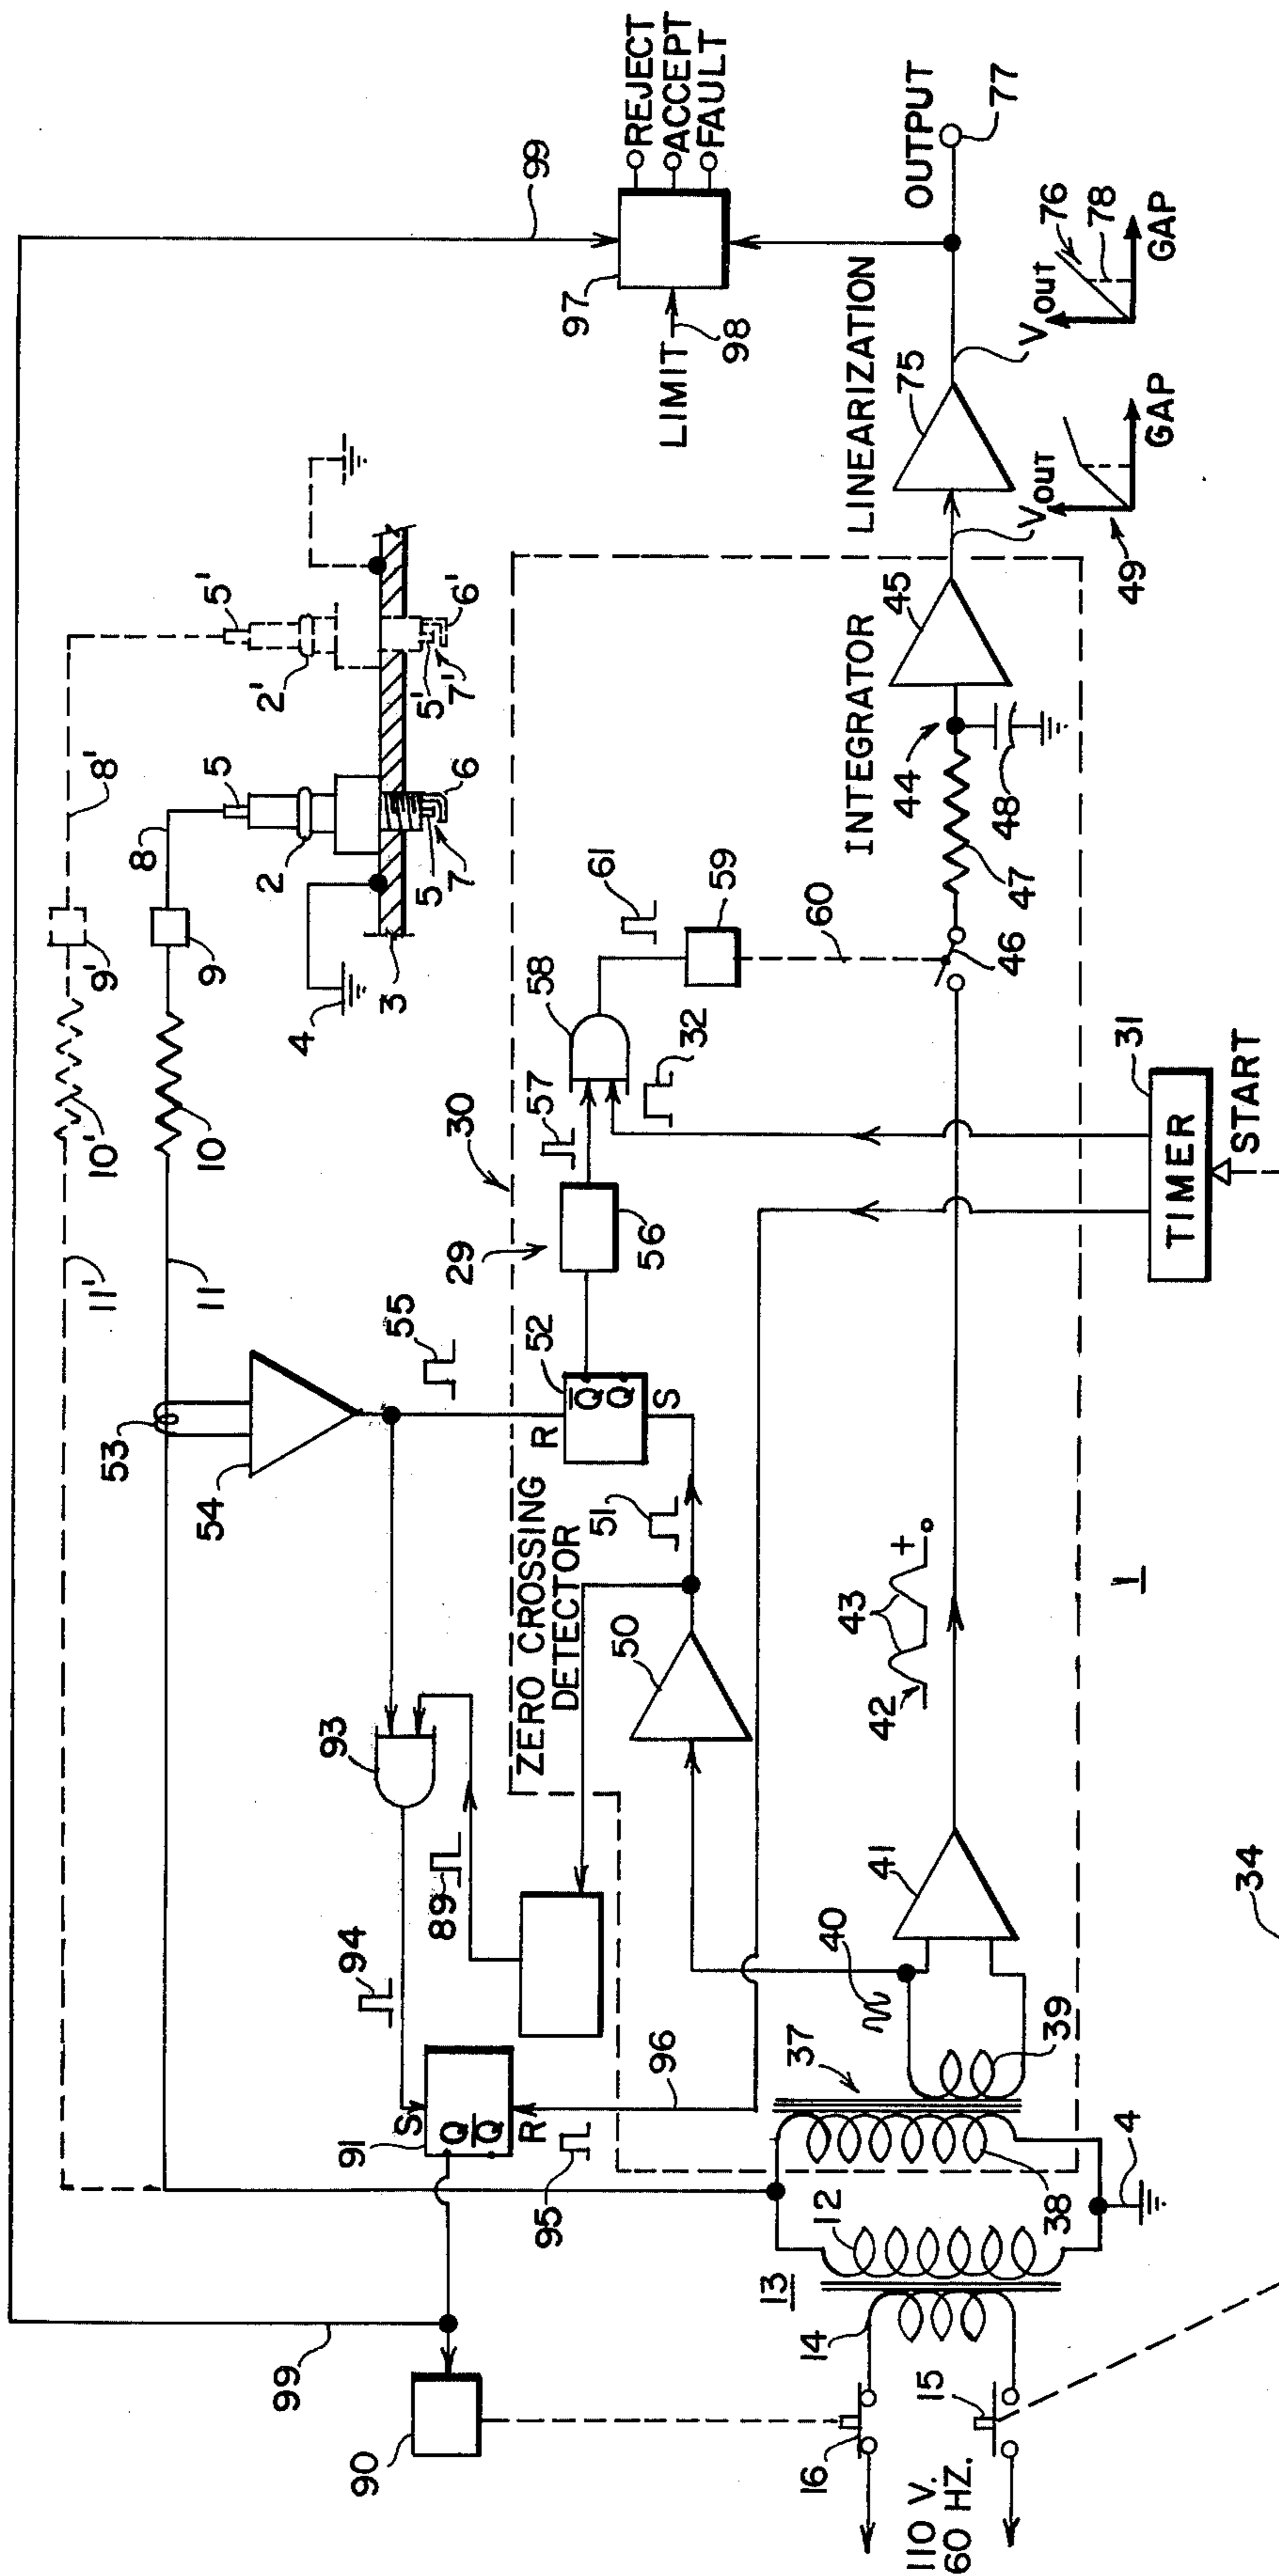 99
REJECT
ACCEPT
FAULT
97
LIMIT
98
OUTPUT
77
LINEARIZATION
75
76
78
VOUT
GAP
VOUT
GAP
49
INTEGRATOR
45
44
48
47
46
5'
2'
5'
7'
6'
8'
8
5
2
5
7
6
9'
9
10'
10
11'
11
4
3
61
59
60
58
32
57
56
29
30
31
TIMER
START
55
53
54
52
Q̅
Q
R
S
51
ZERO CROSSING
DETECTOR
50
43
42
+
1
93
89
94
91
S
Q
Q̅
R
95
96
41
40
39
37
38
34
4
12
13
14
15
16
99
90
110 V.
60 HZ.